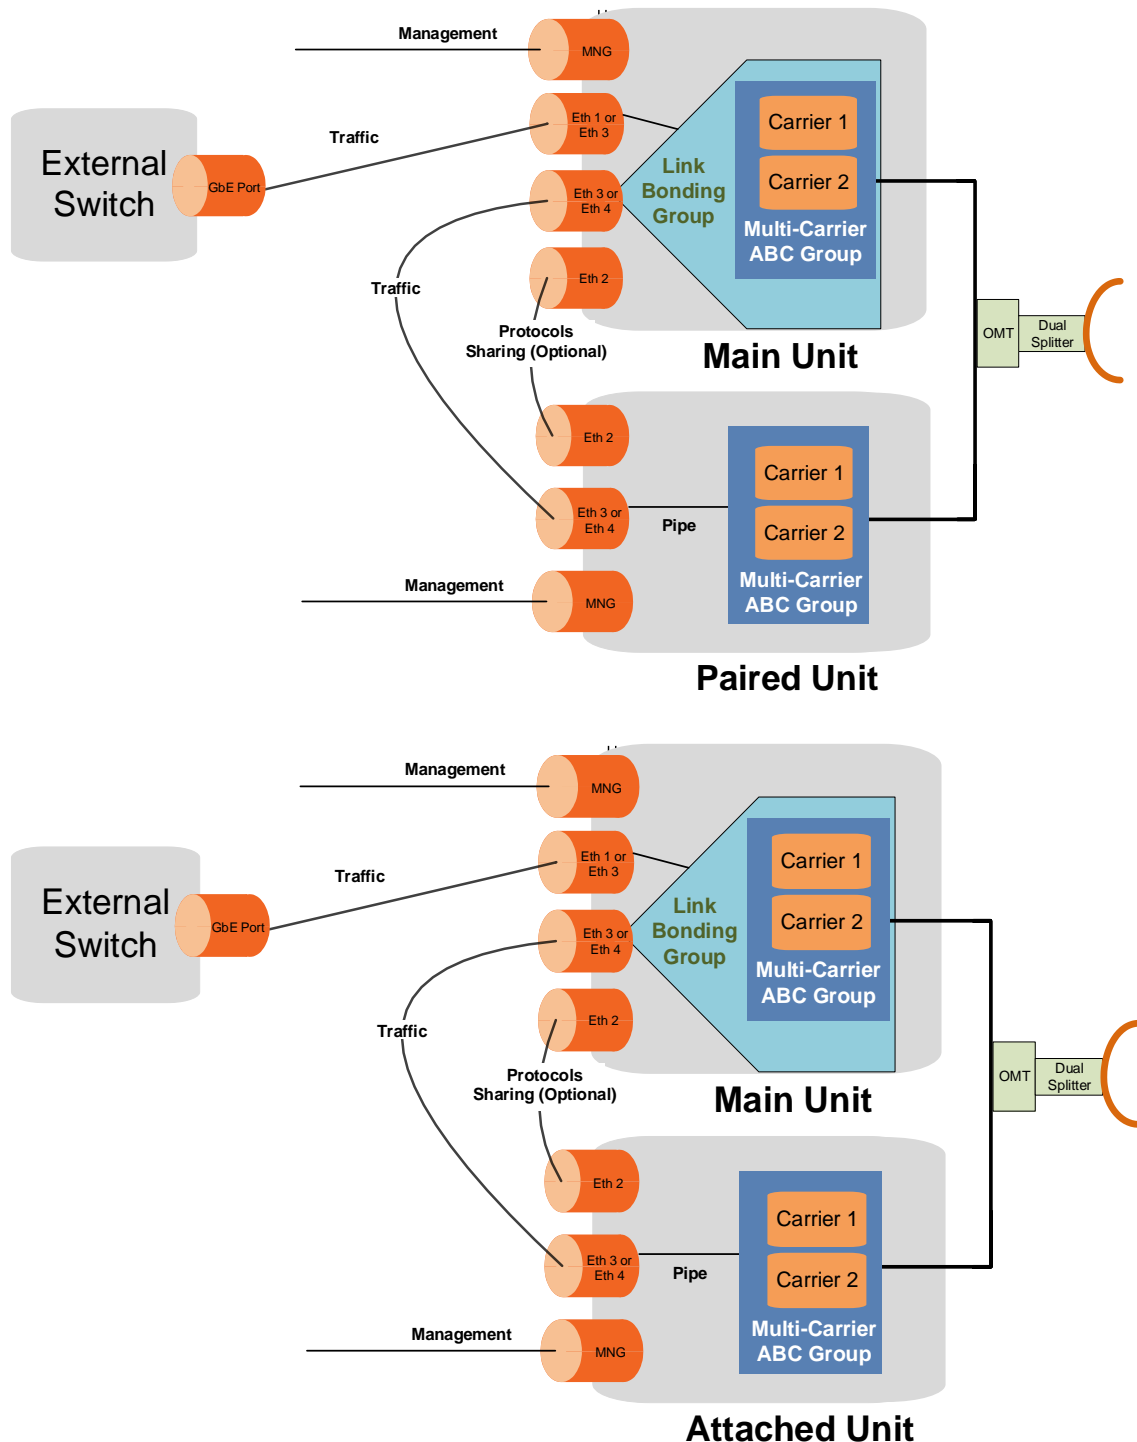 Management
MNG
External
Switch
GbE Port
Traffic
Eth 1 or
Eth 3
Eth 3 or
Eth 4
Eth 2
Link
Bonding
Group
Carrier 1
Carrier 2
Multi-Carrier
ABC Group
Traffic
Protocols
Sharing (Optional)
Main Unit
OMT
Dual
Splitter
Eth 2
Eth 3 or
Eth 4
Pipe
Carrier 1
Carrier 2
Multi-Carrier
ABC Group
Management
MNG
Paired Unit
Management
MNG
External
Switch
GbE Port
Traffic
Eth 1 or
Eth 3
Eth 3 or
Eth 4
Eth 2
Link
Bonding
Group
Carrier 1
Carrier 2
Multi-Carrier
ABC Group
Traffic
Protocols
Sharing (Optional)
Main Unit
OMT
Dual
Splitter
Eth 2
Eth 3 or
Eth 4
Pipe
Carrier 1
Carrier 2
Multi-Carrier
ABC Group
Management
MNG
Attached Unit